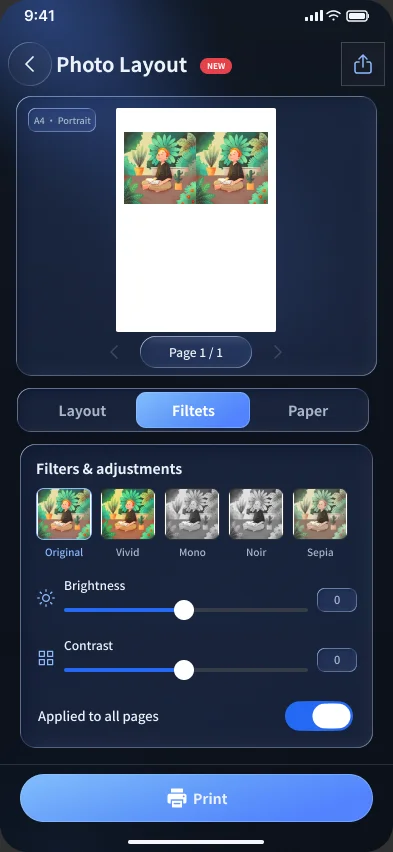 9:41
Photo Layout NEW
A4 • Portrait
Page 1 / 1
Layout Filtets Paper
Filters & adjustments
Original Vivid Mono Noir Sepia
Brightness
0
Contrast
0
Applied to all pages
Print